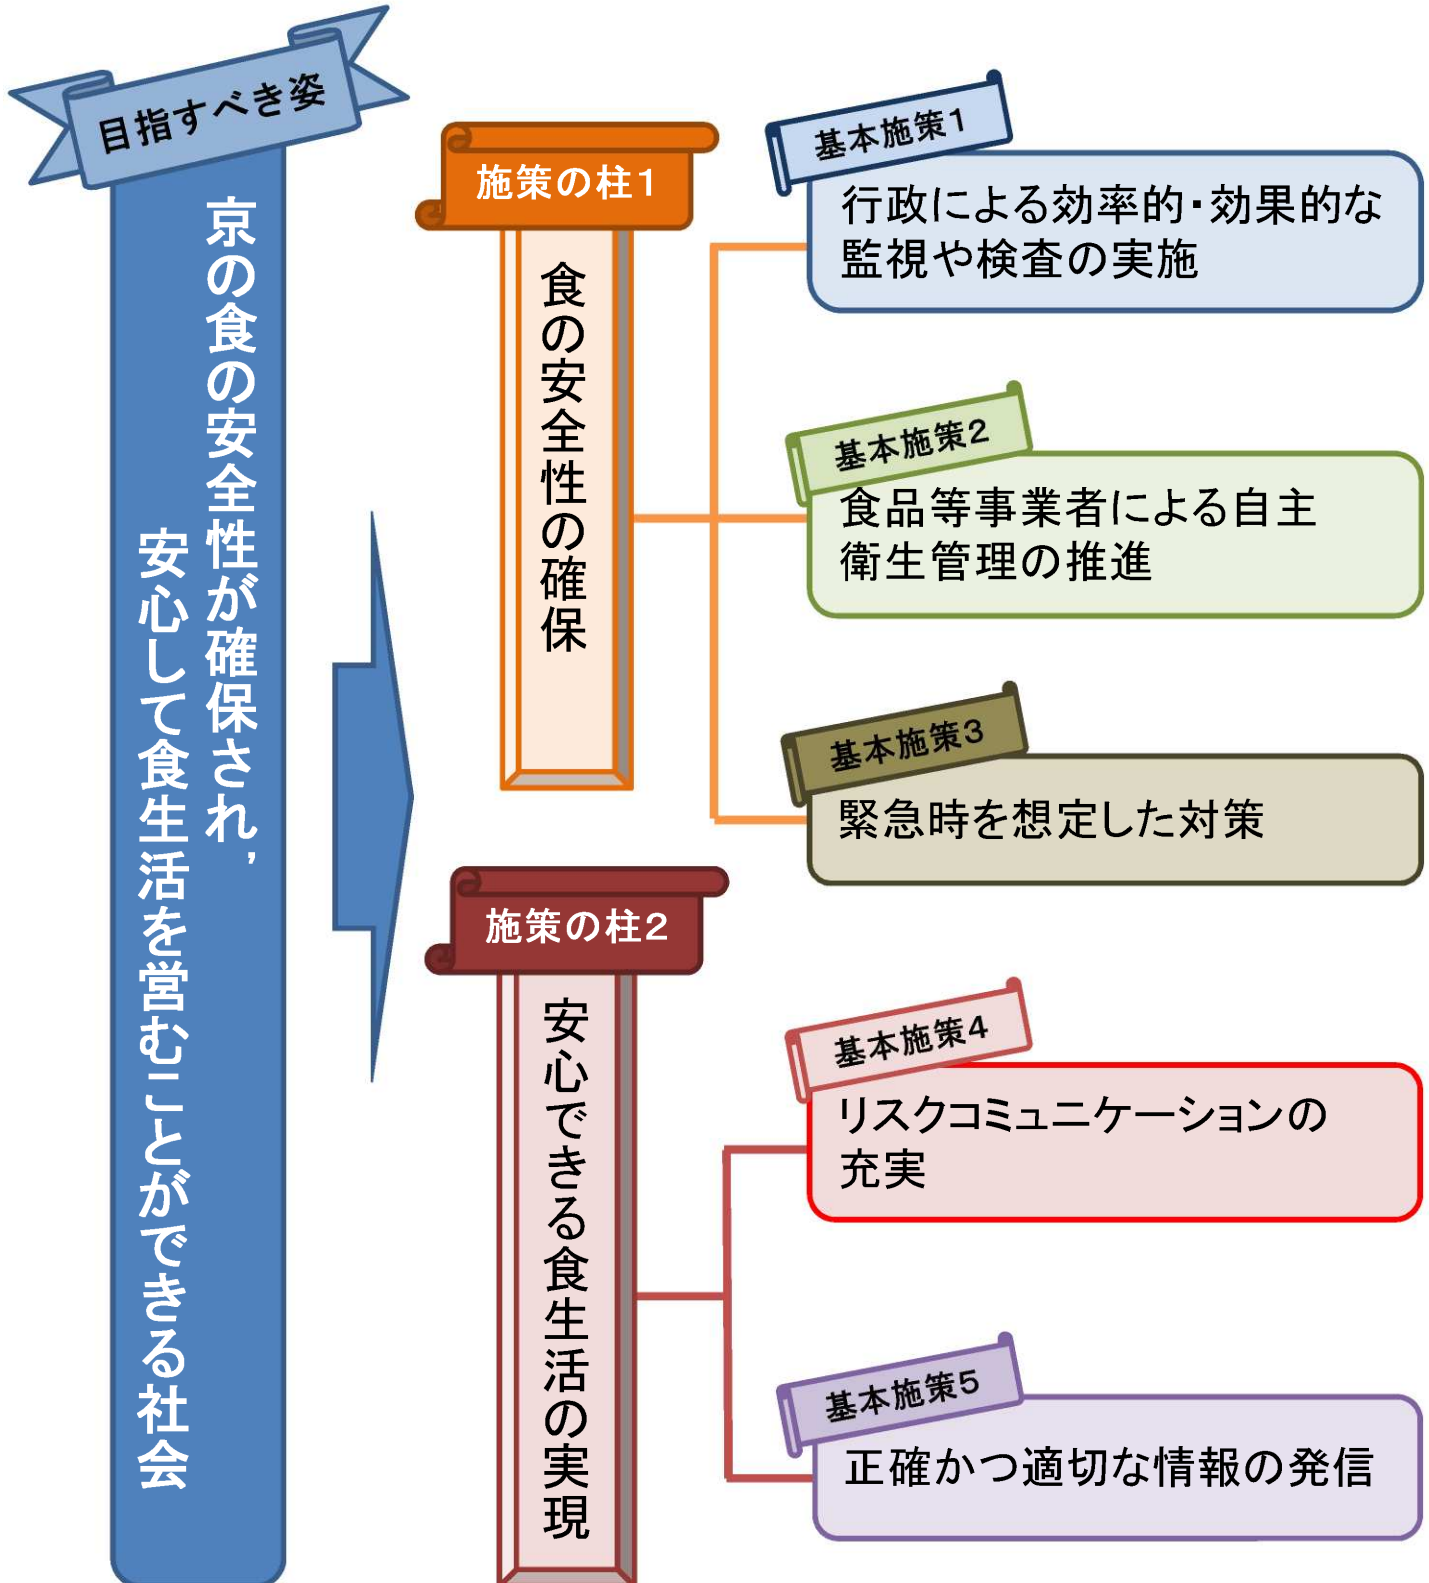 目指すべき姿
京の食の安全性が確保され,
安心して食生活を営むことができる社会
施策の柱1
食の安全性の確保
基本施策1
行政による効率的・効果的な
監視や検査の実施
基本施策2
食品等事業者による自主
衛生管理の推進
基本施策3
緊急時を想定した対策
施策の柱2
安心できる食生活の実現
基本施策4
リスクコミュニケーションの
充実
基本施策5
正確かつ適切な情報の発信